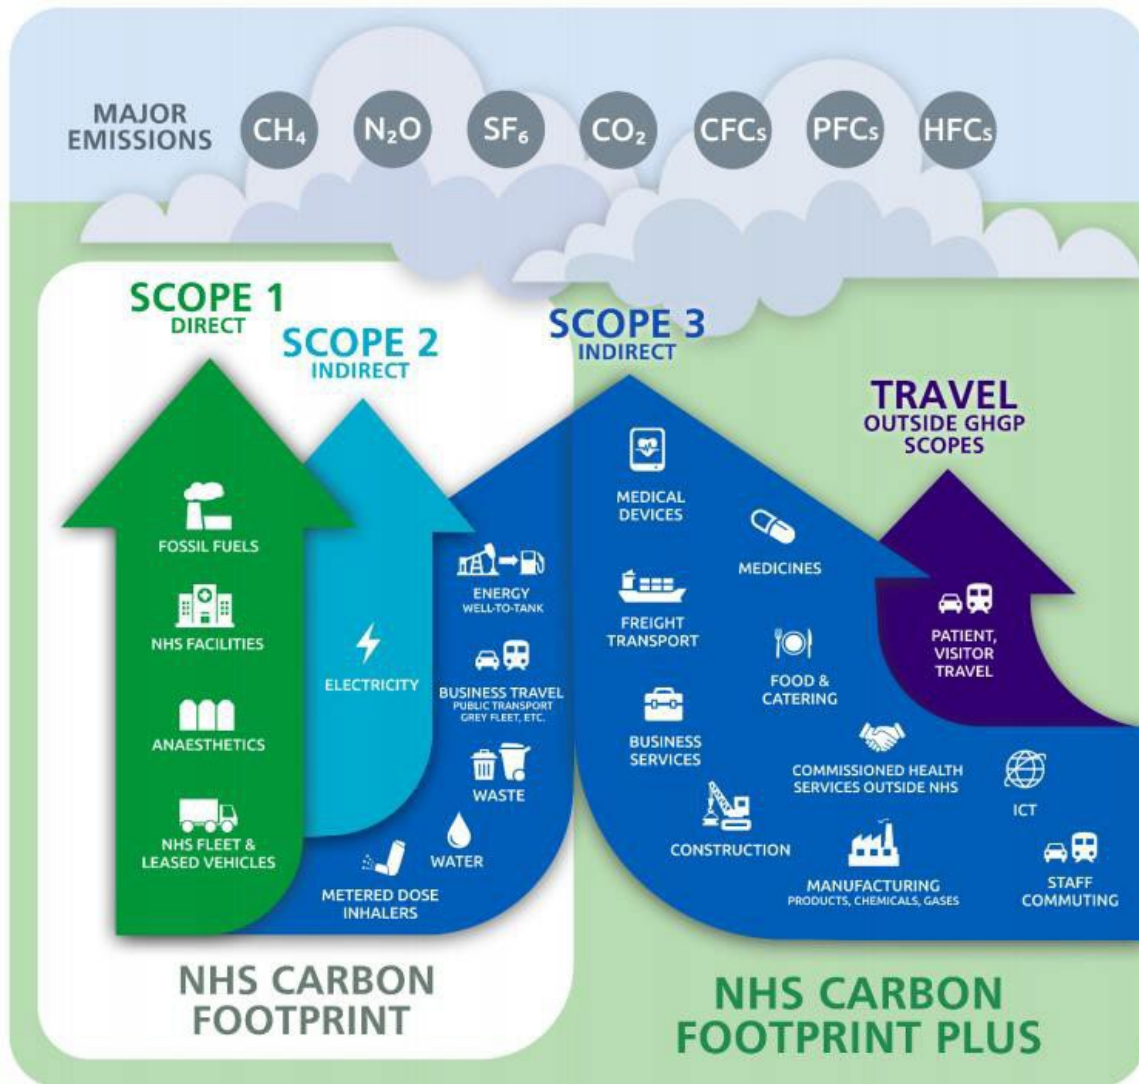 MAJOR
EMISSIONS
CH₄
N₂O
SF₆
CO₂
CFCs
PFCs
HFCs
SCOPE 1
DIRECT
SCOPE 2
INDIRECT
SCOPE 3
INDIRECT
TRAVEL
OUTSIDE GHGP
SCOPES
FOSSIL FUELS
NHS FACILITIES
ANAESTHETICS
NHS FLEET &
LEASED VEHICLES
ELECTRICITY
ENERGY
WELL-TO-TANK
BUSINESS TRAVEL
PUBLIC TRANSPORT
GREY FLEET, ETC.
WASTE
WATER
METERED DOSE
INHALERS
MEDICAL
DEVICES
MEDICINES
FREIGHT
TRANSPORT
FOOD &
CATERING
BUSINESS
SERVICES
COMMISSIONED HEALTH
SERVICES OUTSIDE NHS
CONSTRUCTION
MANUFACTURING
PRODUCTS, CHEMICALS, GASES
ICT
STAFF
COMMUTING
PATIENT,
VISITOR
TRAVEL
NHS CARBON
FOOTPRINT
NHS CARBON
FOOTPRINT PLUS